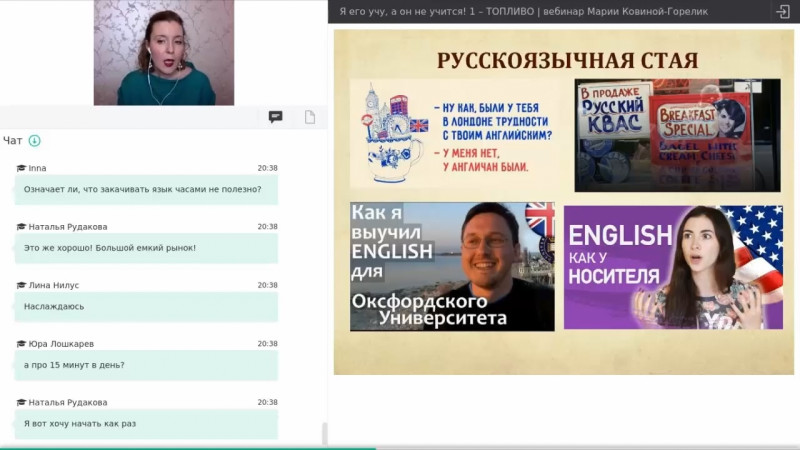 Я его учу, а он не учится! 1 – ТОПЛИВО | вебинар Марии Ковиной-Горелик
Чат
Inna 20:38
Означает ли, что закачивать язык часами не полезно?
Наталья Рудакова 20:38
Это же хорошо! Большой емкий рынок!
Лина Нилус 20:38
Наслаждаюсь
Юра Лошкарев 20:38
а про 15 минут в день?
Наталья Рудакова 20:38
Я вот хочу начать как раз
РУССКОЯЗЫЧНАЯ СТАЯ
– НУ КАК, БЫЛИ У ТЕБЯ
В ЛОНДОНЕ ТРУДНОСТИ
С ТВОИМ АНГЛИЙСКИМ?
– У МЕНЯ НЕТ,
У АНГЛИЧАН БЫЛИ.
В ПРОДАЖЕ
РУССКИЙ
КВАС
BREAKFAST
SPECIAL
BAGEL WITH
CREAM CHEESE
Как я
выучил
ENGLISH
для
Оксфордского
Университета
ENGLISH
КАК У
НОСИТЕЛЯ